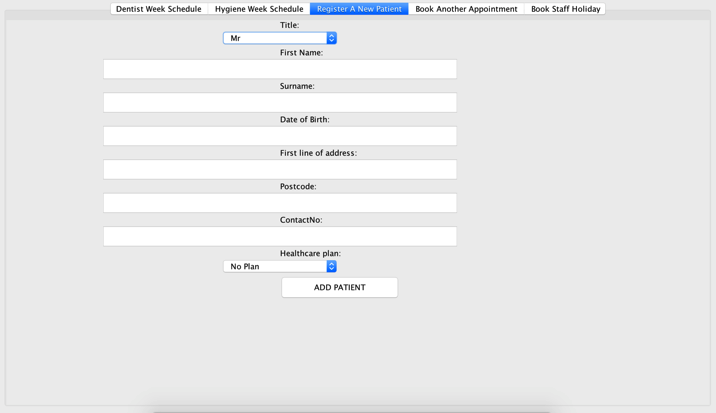 Dentist Week Schedule Hygiene Week Schedule Register A New Patient Book Another Appointment Book Staff Holiday
Title:
Mr
First Name:
Surname:
Date of Birth:
First line of address:
Postcode:
ContactNo:
Healthcare plan:
No Plan
ADD PATIENT